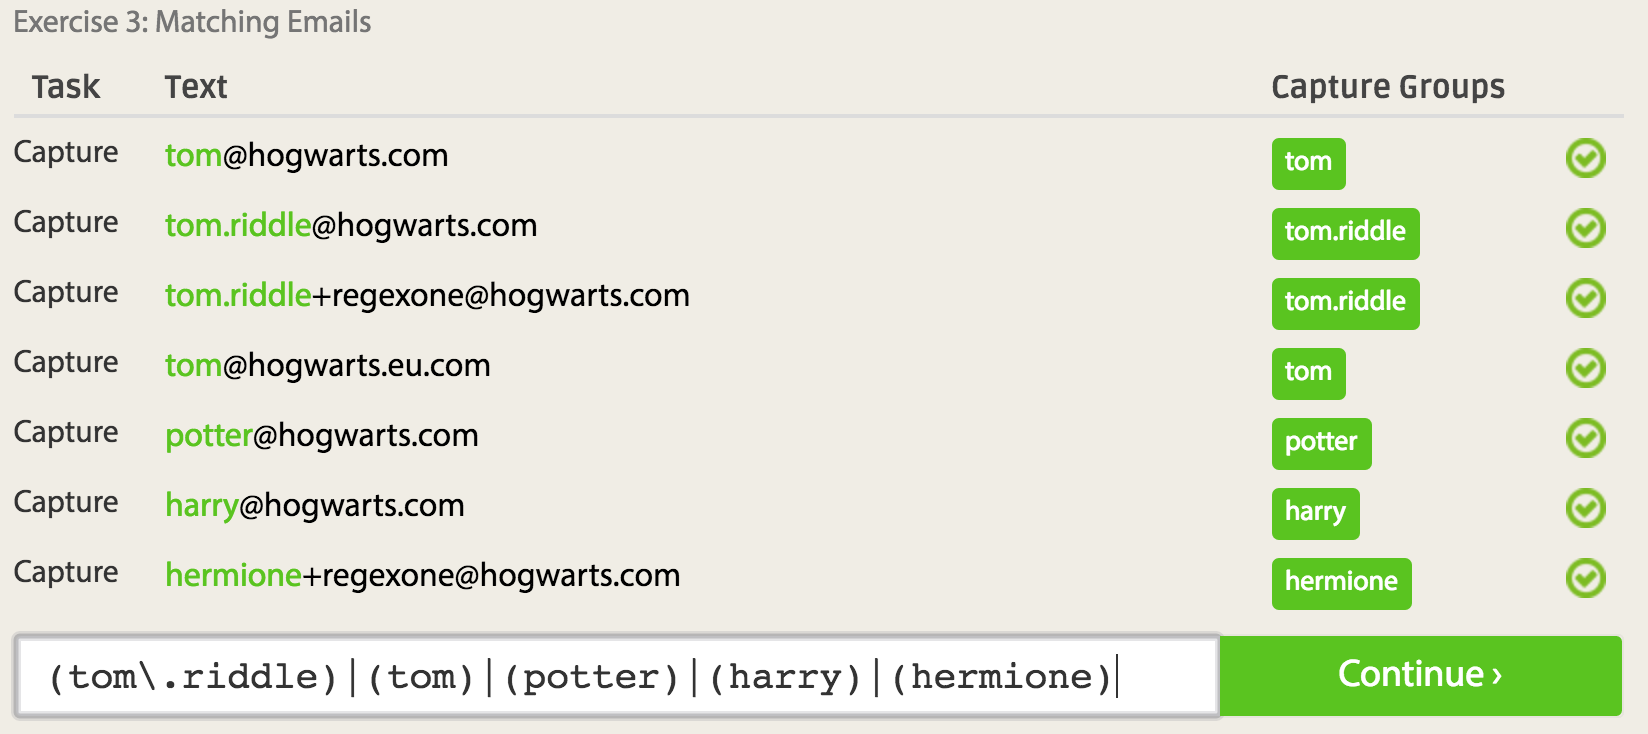 Exercise 3: Matching Emails
Task Text Capture Groups
Capture tom@hogwarts.com tom
Capture tom.riddle@hogwarts.com tom.riddle
Capture tom.riddle+regexone@hogwarts.com tom.riddle
Capture tom@hogwarts.eu.com tom
Capture potter@hogwarts.com potter
Capture harry@hogwarts.com harry
Capture hermione+regexone@hogwarts.com hermione
(tom\.riddle)|(tom)|(potter)|(harry)|(hermione) Continue ›